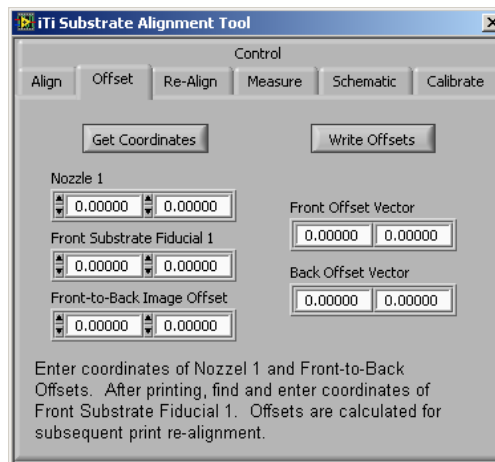 iTi Substrate Alignment Tool
Control
Align Offset Re-Align Measure Schematic Calibrate
Get Coordinates Write Offsets
Nozzle 1
0.00000 0.00000
Front Offset Vector
0.00000 0.00000
Front Substrate Fiducial 1
0.00000 0.00000
Back Offset Vector
0.00000 0.00000
Front-to-Back Image Offset
0.00000 0.00000
Enter coordinates of Nozzel 1 and Front-to-Back
Offsets. After printing, find and enter coordinates of
Front Substrate Fiducial 1. Offsets are calculated for
subsequent print re-alignment.